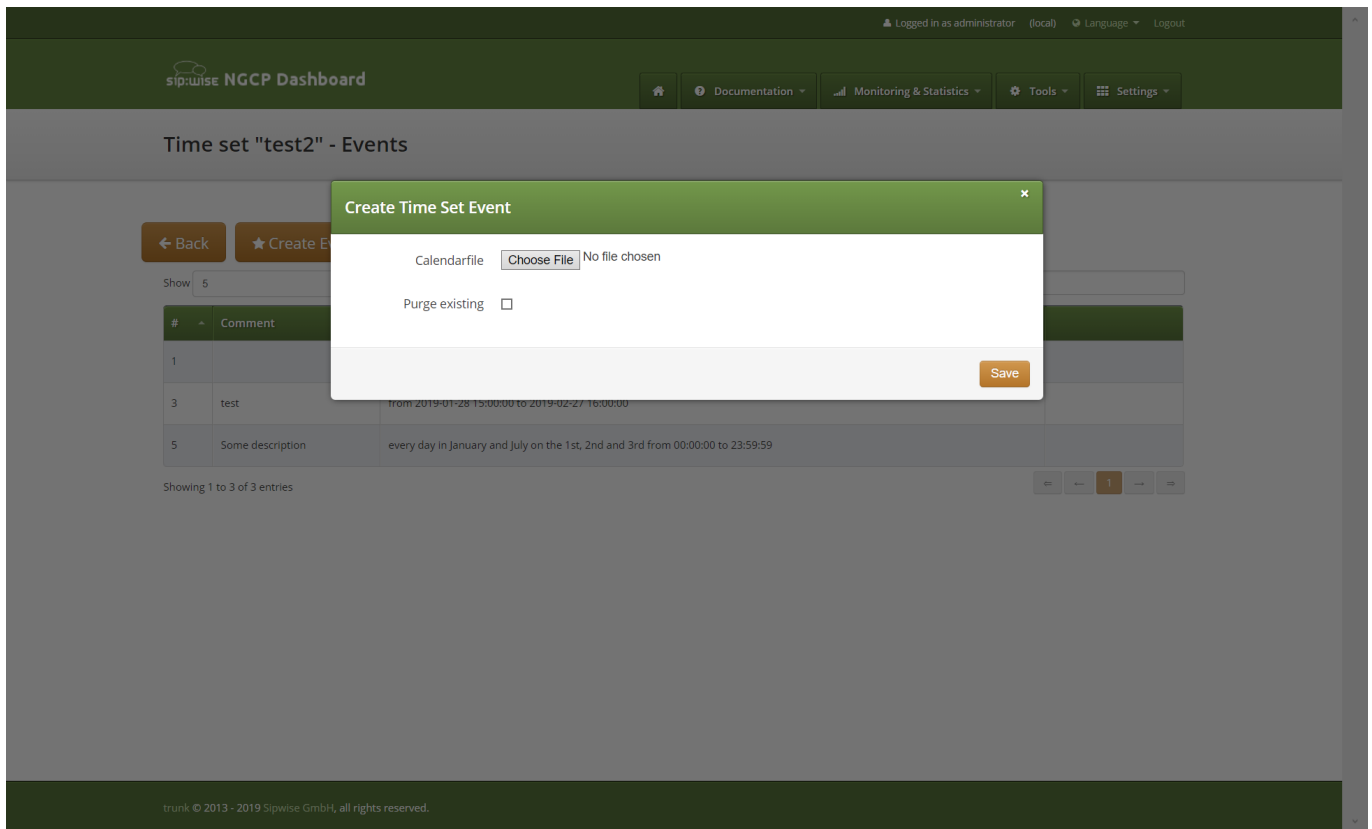 Logged in as administrator (local) Language Logout
sip:wise NGCP Dashboard
Documentation Monitoring & Statistics Tools Settings
Time set "test2" - Events
Create Time Set Event ×
Back Create E
Calendarfile Choose File No file chosen
Show 5
Purge existing
# Comment
1
Save
3 test from 2019-01-28 15:00:00 to 2019-02-27 16:00:00
5 Some description every day in January and July on the 1st, 2nd and 3rd from 00:00:00 to 23:59:59
Showing 1 to 3 of 3 entries ⇐ ← 1 → ⇒
trunk © 2013 - 2019 Sipwise GmbH, all rights reserved.